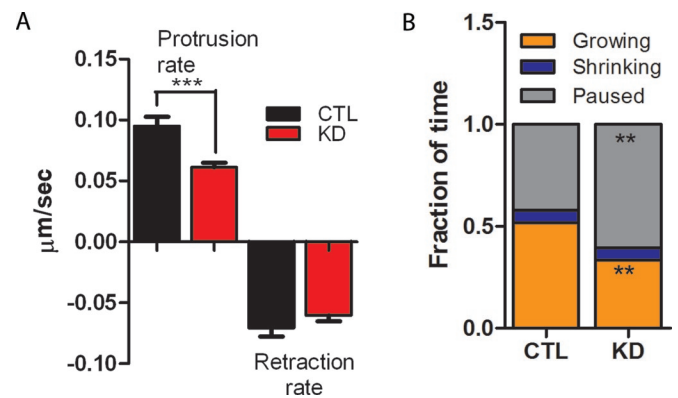 A
Protrusion
rate
***
μm/sec
0.15
0.10
0.05
0.00
-0.05
-0.10
CTL
KD
Retraction
rate
B
Fraction of time
1.5
1.0
0.5
0.0
Growing
Shrinking
Paused
**
**
CTL
KD